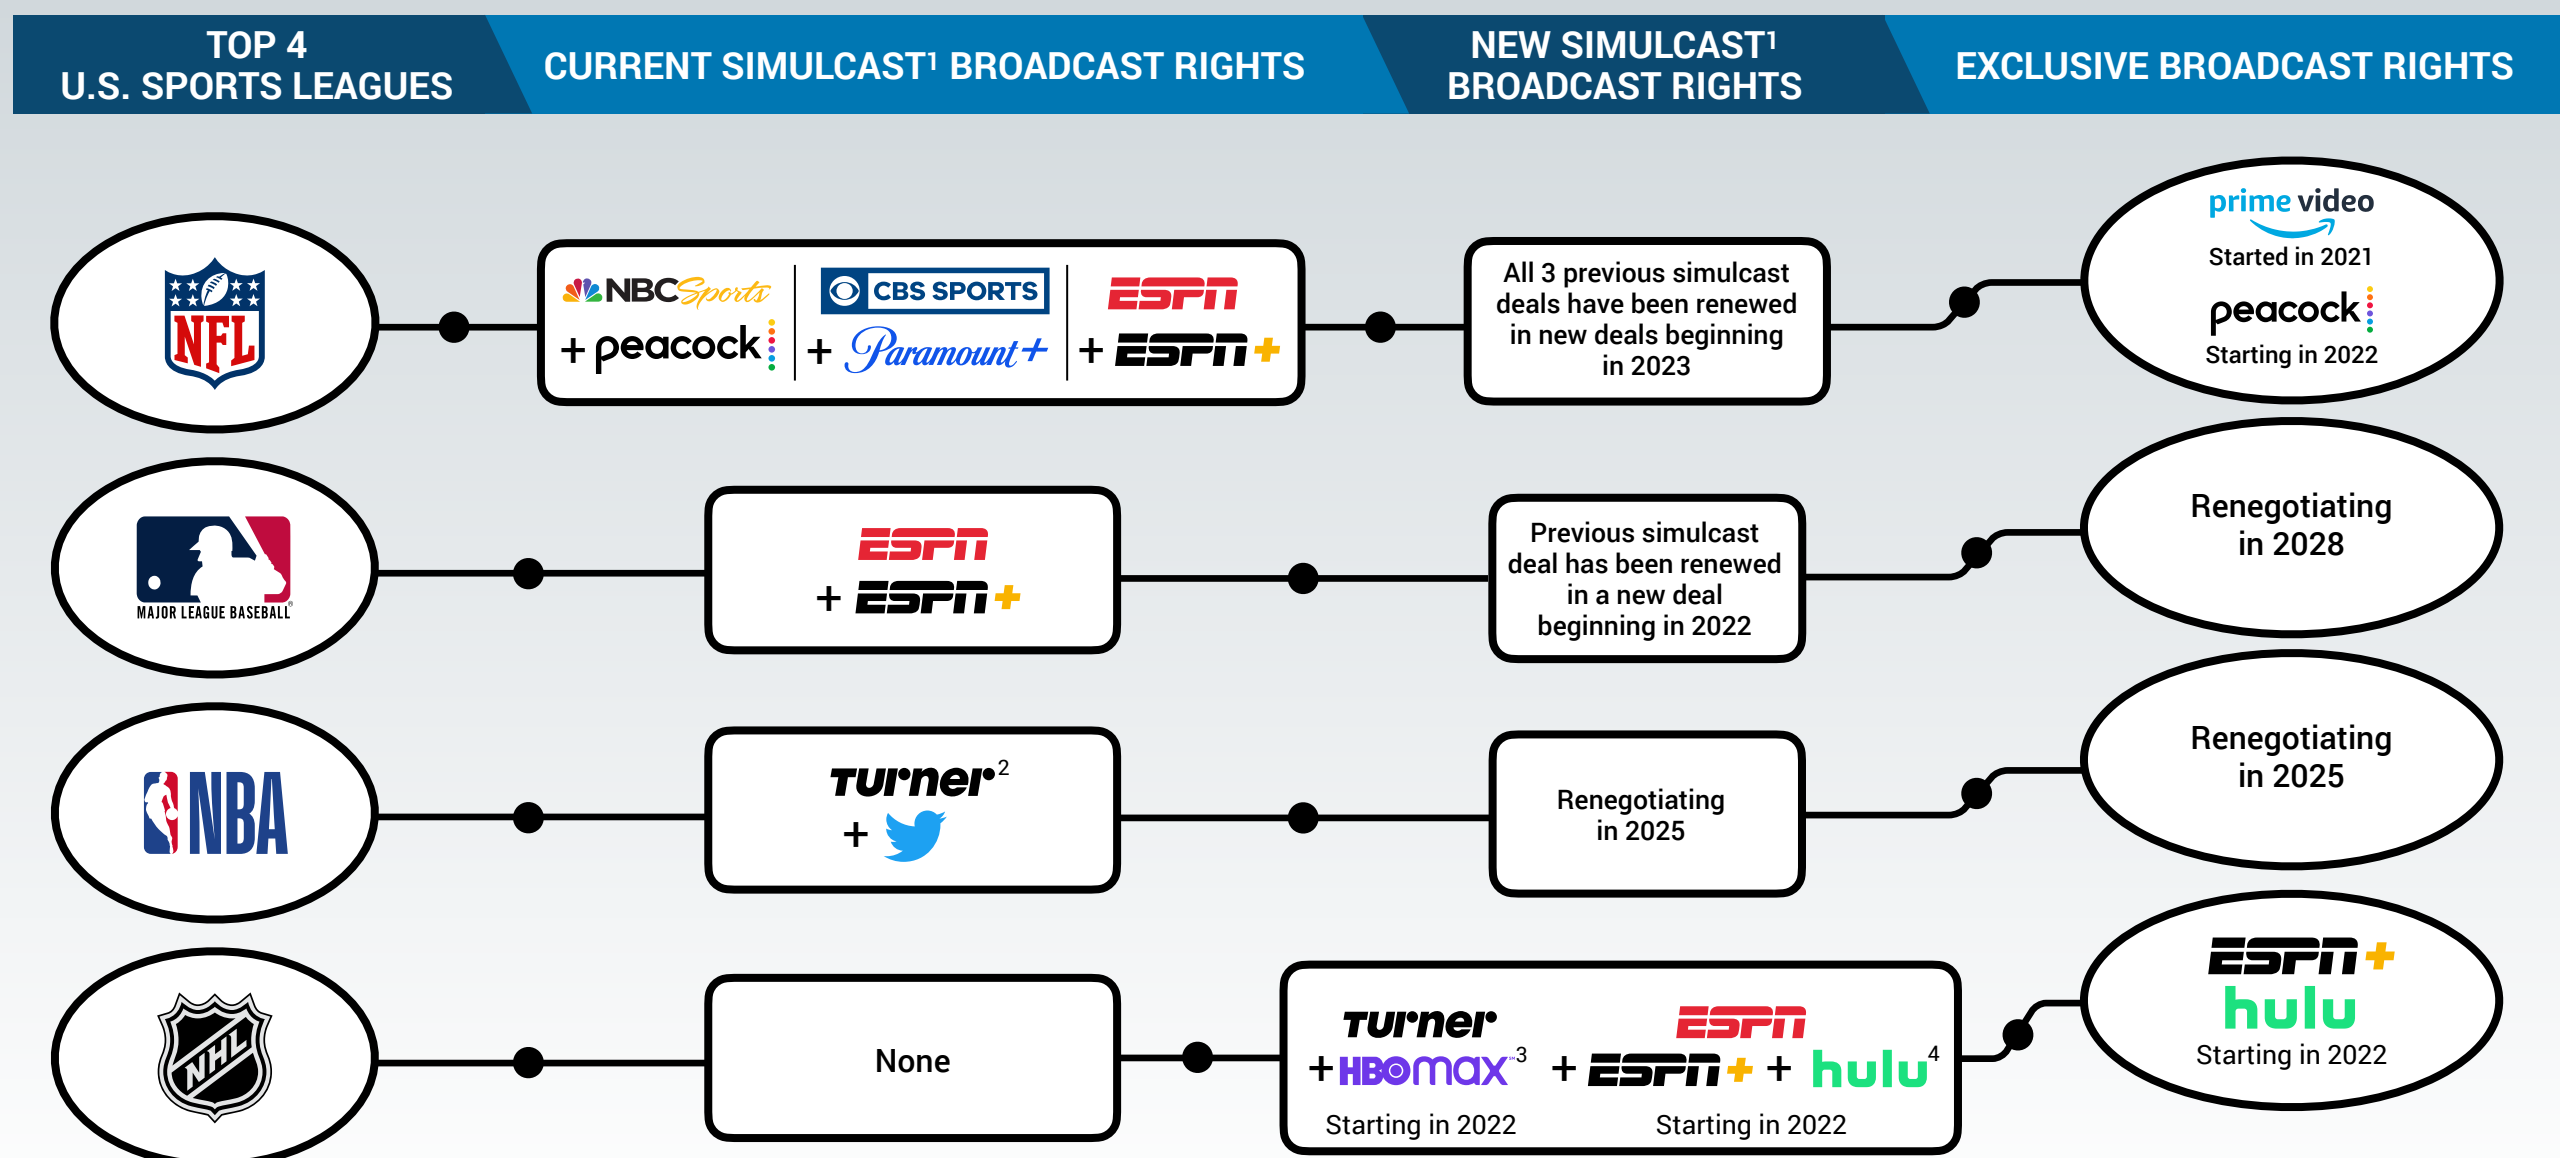 TOP 4
U.S. SPORTS LEAGUES
CURRENT SIMULCAST¹ BROADCAST RIGHTS
NEW SIMULCAST¹
BROADCAST RIGHTS
EXCLUSIVE BROADCAST RIGHTS
NFL
NBC Sports
+ peacock
CBS SPORTS
+ Paramount+
ESPN
+ ESPN+
All 3 previous simulcast
deals have been renewed
in new deals beginning
in 2023
prime video
Started in 2021
peacock
Starting in 2022
MAJOR LEAGUE BASEBALL®
ESPN
+ ESPN+
Previous simulcast
deal has been renewed
in a new deal
beginning in 2022
Renegotiating
in 2028
NBA
Turner²
+
Renegotiating
in 2025
Renegotiating
in 2025
NHL
None
Turner
+ HBOmax℠³
Starting in 2022
ESPN
+ ESPN+ + hulu⁴
Starting in 2022
ESPN+
hulu
Starting in 2022